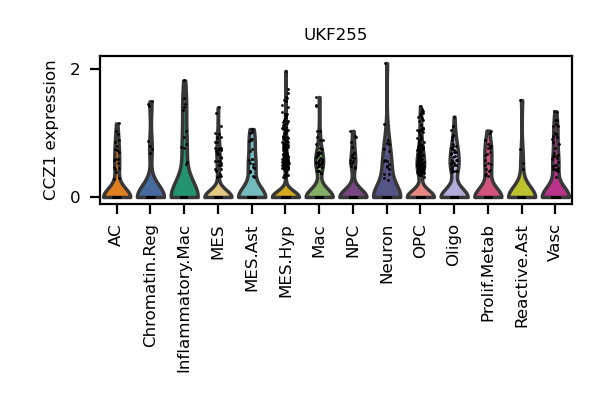 UKF255
CCZ1 expression
2
0
AC
Chromatin.Reg
Inflammatory.Mac
MES
MES.Ast
MES.Hyp
Mac
NPC
Neuron
OPC
Oligo
Prolif.Metab
Reactive.Ast
Vasc